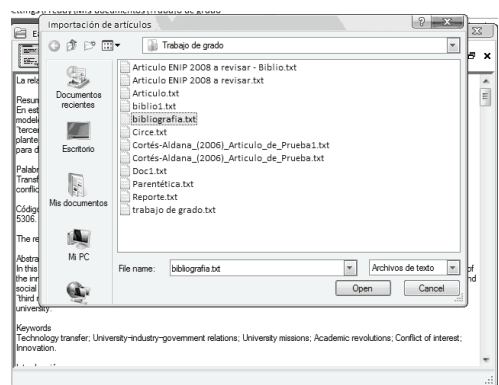 Importación de artículos
Trabajo de grado
Documentos recientes
Escritorio
Mis documentos
Mi PC
Articulo ENIP 2008 a revisar - Biblio.txt
Articulo ENIP 2008 a revisar.txt
Articulo.txt
biblio1.txt
bibliografia.txt
Circe.txt
Cortés-Aldana_(2006)_Articulo_de_Prueba1.txt
Cortés-Aldana_(2006)_Articulo_de_Prueba.txt
Doc1.txt
Parentética.txt
Reporte.txt
trabajo de grado.txt
File name:
bibliografia.txt
Archivos de texto
Open
Cancel
La rela
Resun
En est
model
"tercer
plante
para d
Palabr
Transf
conflic
Código
5306.
The re
Abstra
In this
of
the inn
nd
social
"third r
university.
Keywords
Technology transfer; University-industry-government relations; University missions; Academic revolutions; Conflict of interest;
Innovation.